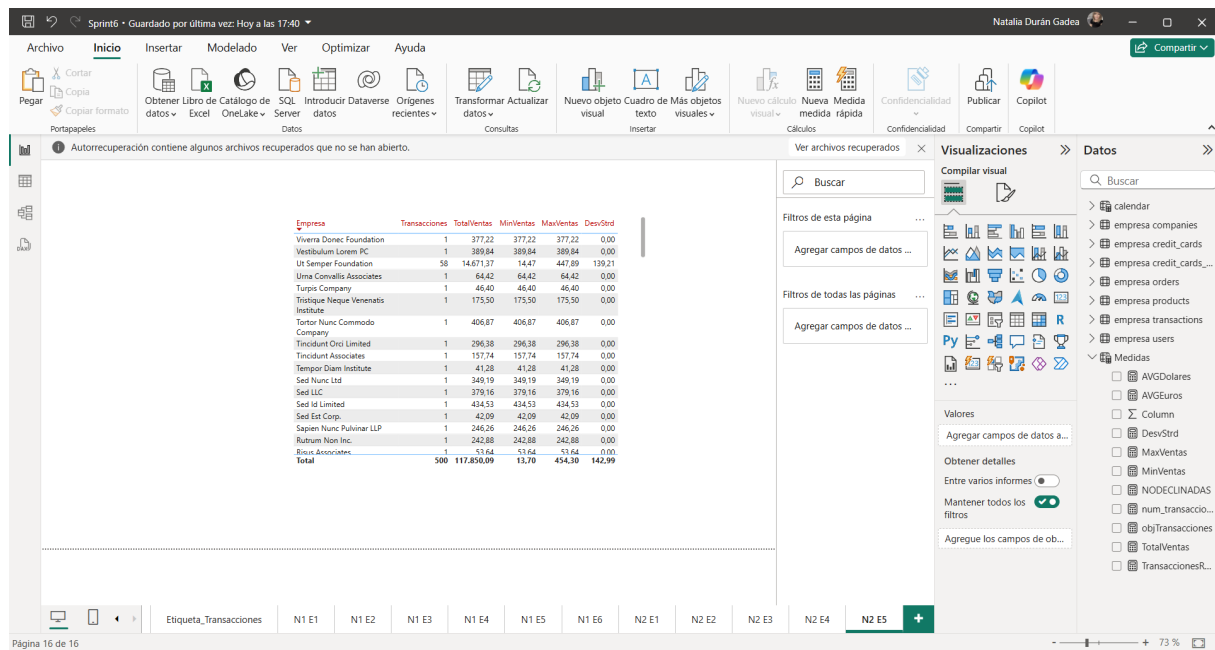 Sprint6 • Guardado por última vez: Hoy a las 17:40
Natalia Durán Gadea
Archivo Inicio Insertar Modelado Ver Optimizar Ayuda
Compartir
Pegar
Cortar
Copia
Copiar formato
Obtener datos
Libro de Excel
Catálogo de OneLake
SQL Server
Introducir datos
Dataverse
Orígenes recientes
Transformar datos
Actualizar
Nuevo objeto visual
Cuadro de texto
Más objetos visuales
Nuevo cálculo visual
Nueva medida
Medida rápida
Confidencialidad
Publicar
Copilot
Portapapeles Datos Consultas Insertar Cálculos Confidencialidad Compartir Copilot
Autorrecuperación contiene algunos archivos recuperados que no se han abierto.
Ver archivos recuperados
Empresa Transacciones TotalVentas MinVentas MaxVentas DesvStrd
Viverra Donec Foundation 1 377,22 377,22 377,22 0,00
Vestibulum Lorem PC 1 389,84 389,84 389,84 0,00
Ut Semper Foundation 58 14.671,37 14,47 447,89 139,21
Urna Convallis Associates 1 64,42 64,42 64,42 0,00
Turpis Company 1 46,40 46,40 46,40 0,00
Tristique Neque Venenatis 1 175,50 175,50 175,50 0,00
Institute
Tortor Nunc Commodo 1 406,87 406,87 406,87 0,00
Company
Tincidunt Orci Limited 1 296,38 296,38 296,38 0,00
Tincidunt Associates 1 157,74 157,74 157,74 0,00
Tempor Diam Institute 1 41,28 41,28 41,28 0,00
Sed Nunc Ltd 1 349,19 349,19 349,19 0,00
Sed LLC 1 379,16 379,16 379,16 0,00
Sed Id Limited 1 434,53 434,53 434,53 0,00
Sed Est Corp. 1 42,09 42,09 42,09 0,00
Sapien Nunc Pulvinar LLP 1 246,26 246,26 246,26 0,00
Rutrum Non Inc. 1 242,88 242,88 242,88 0,00
Risus Associates 1 53,64 53,64 53,64 0,00
Total 500 117.850,09 13,70 454,30 142,99
Buscar
Filtros de esta página ...
Agregar campos de datos ...
Filtros de todas las páginas ...
Agregar campos de datos ...
Visualizaciones
Compilar visual
123
R
Py
...
Valores
Agregar campos de datos a...
Obtener detalles
Entre varios informes
Mantener todos los
filtros
Agregue los campos de ob...
Datos
Buscar
calendar
empresa companies
empresa credit_cards
empresa credit_cards_...
empresa orders
empresa products
empresa transactions
empresa users
Medidas
AVGDolares
AVGEuros
Column
DesvStrd
MaxVentas
MinVentas
NODECLINADAS
num_transaccio...
objTransacciones
TotalVentas
TransaccionesR...
Etiqueta_Transacciones N1 E1 N1 E2 N1 E3 N1 E4 N1 E5 N1 E6 N2 E1 N2 E2 N2 E3 N2 E4 N2 E5
Página 16 de 16
73 %